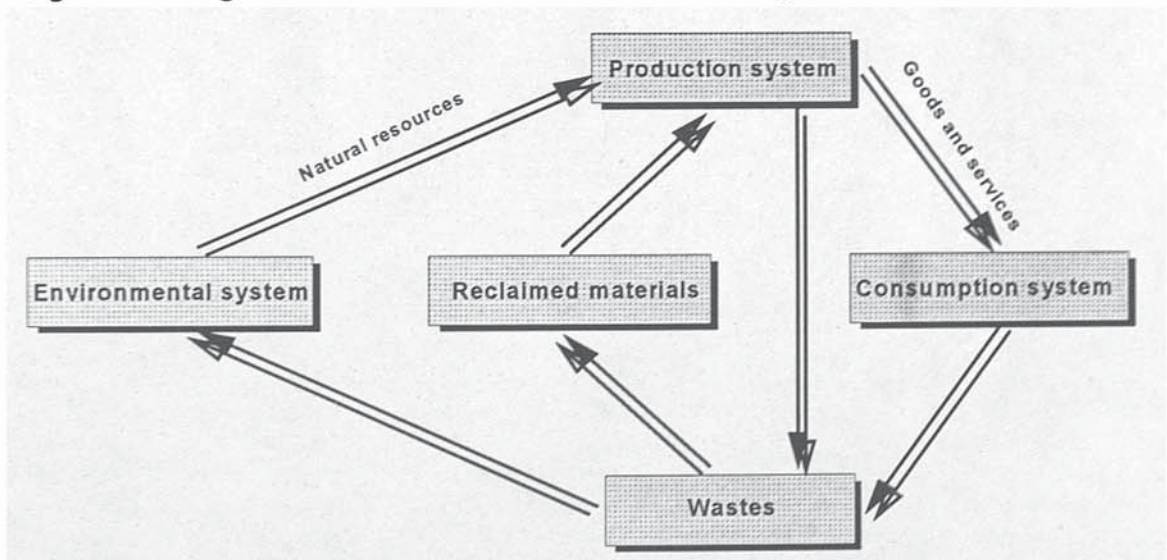 Production system
Natural resources
Goods and services
Environmental system
Reclaimed materials
Consumption system
Wastes